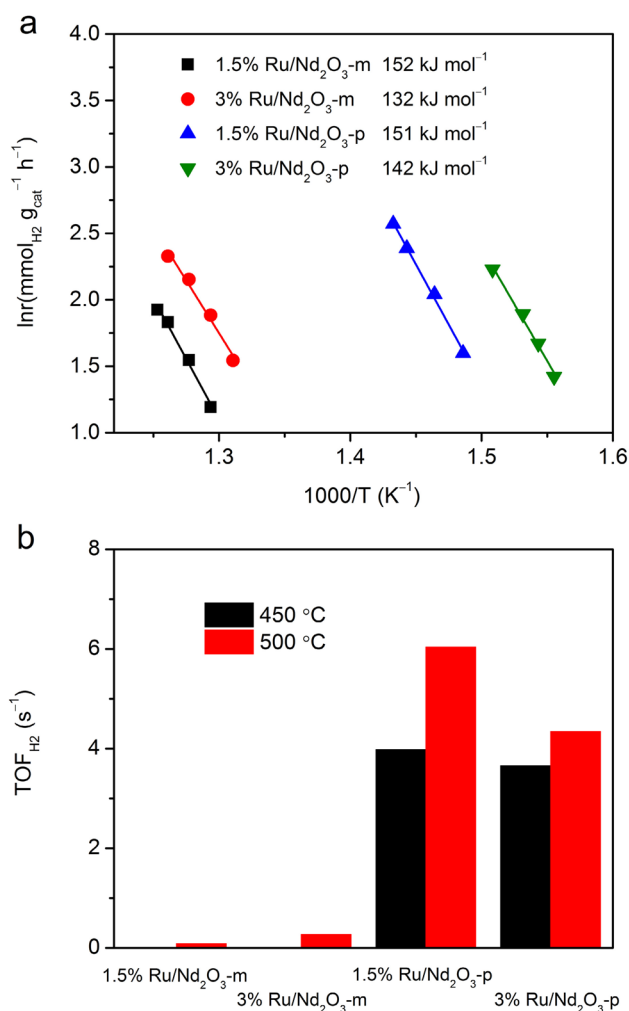 a
4.0
3.5
3.0
2.5
2.0
1.5
1.0
lnr(mmol_H2 g_cat^−1 h^−1)
1.5% Ru/Nd₂O₃-m 152 kJ mol⁻¹
3% Ru/Nd₂O₃-m 132 kJ mol⁻¹
1.5% Ru/Nd₂O₃-p 151 kJ mol⁻¹
3% Ru/Nd₂O₃-p 142 kJ mol⁻¹
1.3 1.4 1.5 1.6
1000/T (K⁻¹)
b
8
6
4
2
0
TOF_H2 (s⁻¹)
450 °C
500 °C
1.5% Ru/Nd₂O₃-m 1.5% Ru/Nd₂O₃-p
3% Ru/Nd₂O₃-m 3% Ru/Nd₂O₃-p